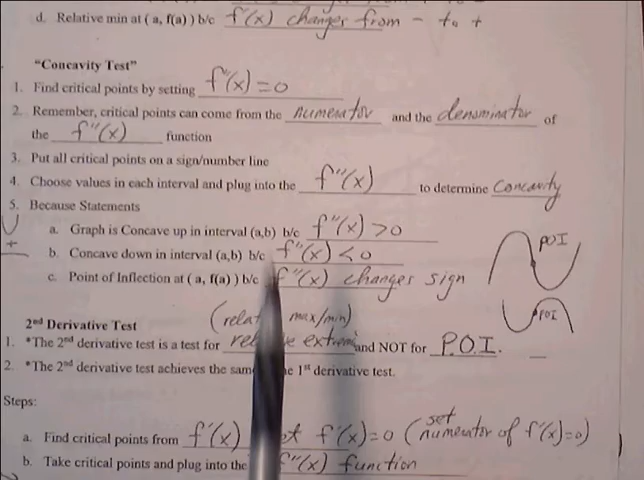 d. Relative min at ( a, f(a) ) b/c f'(x) changes from - to +
"Concavity Test"
1. Find critical points by setting f''(x) = 0
2. Remember, critical points can come from the numerator and the denominator of
the f''(x) function
3. Put all critical points on a sign/number line
4. Choose values in each interval and plug into the f''(x) to determine Concavity
5. Because Statements
a. Graph is Concave up in interval (a,b) b/c f''(x) > 0
+
b. Concave down in interval (a,b) b/c f''(x) < 0
POI
c. Point of Inflection at ( a, f(a) ) b/c f''(x) changes sign
POI
max/min)
2nd Derivative Test
1. *The 2nd derivative test is a test for relative extrema and NOT for P.O.I.
2. *The 2nd derivative test achieves the 1st derivative test.
Steps:
a. Find critical points from f'(x) f'(x) = 0 (set numerator of f'(x) = 0)
b. Take critical points and plug into the f''(x) function